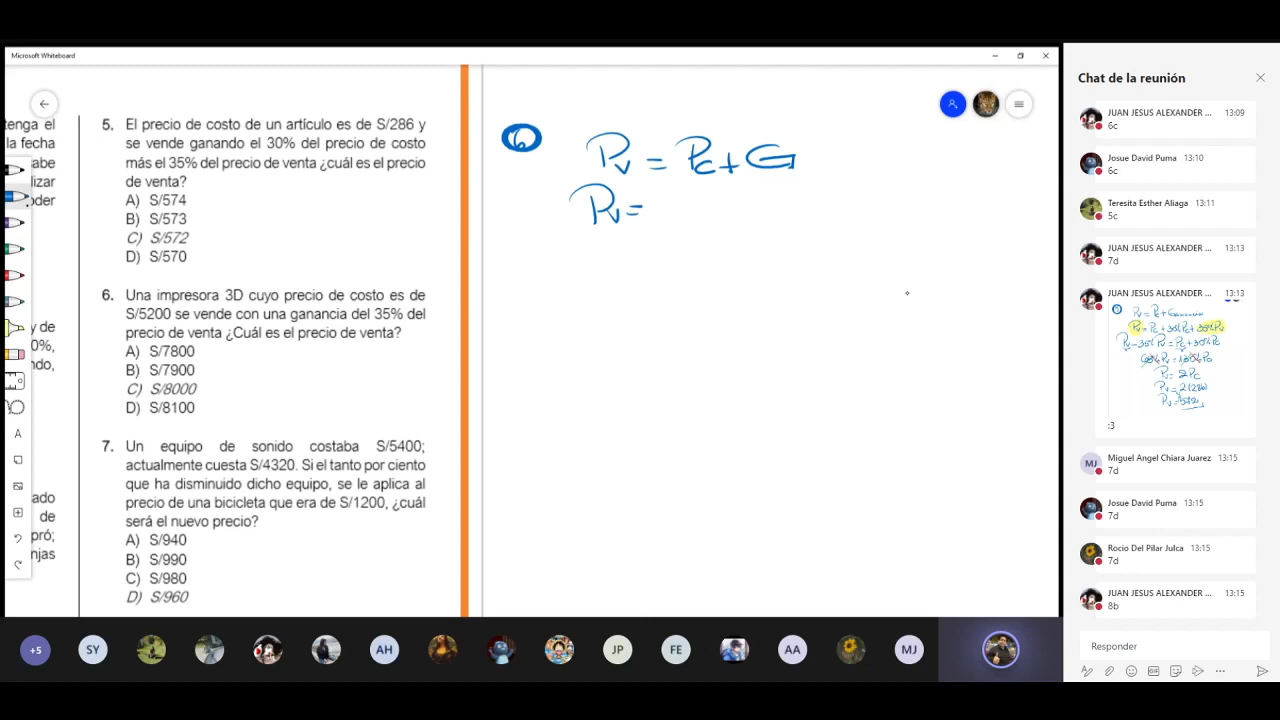 Microsoft Whiteboard
tenga el
la fecha
sabe
lizar
oder
y de
0%,
ndo,
ado
de
pró;
njas
5. El precio de costo de un artículo es de S/286 y
se vende ganando el 30% del precio de costo
más el 35% del precio de venta ¿cuál es el precio
de venta?
A) S/574
B) S/573
C) S/572
D) S/570
6. Una impresora 3D cuyo precio de costo es de
S/5200 se vende con una ganancia del 35% del
precio de venta ¿Cuál es el precio de venta?
A) S/7800
B) S/7900
C) S/8000
D) S/8100
7. Un equipo de sonido costaba S/5400;
actualmente cuesta S/4320. Si el tanto por ciento
que ha disminuido dicho equipo, se le aplica al
precio de una bicicleta que era de S/1200, ¿cuál
será el nuevo precio?
A) S/940
B) S/990
C) S/980
D) S/960
6
Pv = Pc + G
Pv =
Chat de la reunión
JUAN JESUS ALEXANDER ... 13:09
6c
Josue David Puma 13:10
6c
Teresita Esther Aliaga 13:11
5c
JUAN JESUS ALEXANDER ... 13:13
7d
JUAN JESUS ALEXANDER ... 13:13
:3
MJ Miguel Angel Chiara Juarez 13:15
7d
Josue David Puma 13:15
7d
Rocio Del Pilar Julca 13:15
7d
JUAN JESUS ALEXANDER ... 13:15
8b
Responder
+5 SY AH JP FE AA MJ